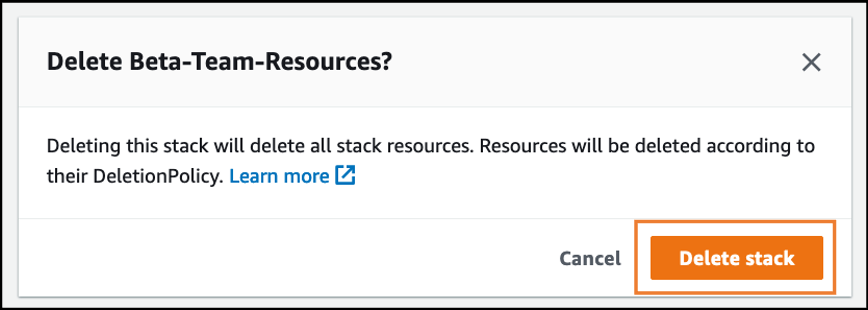 Delete Beta-Team-Resources?
Deleting this stack will delete all stack resources. Resources will be deleted according to
their DeletionPolicy. Learn more
Cancel
Delete stack